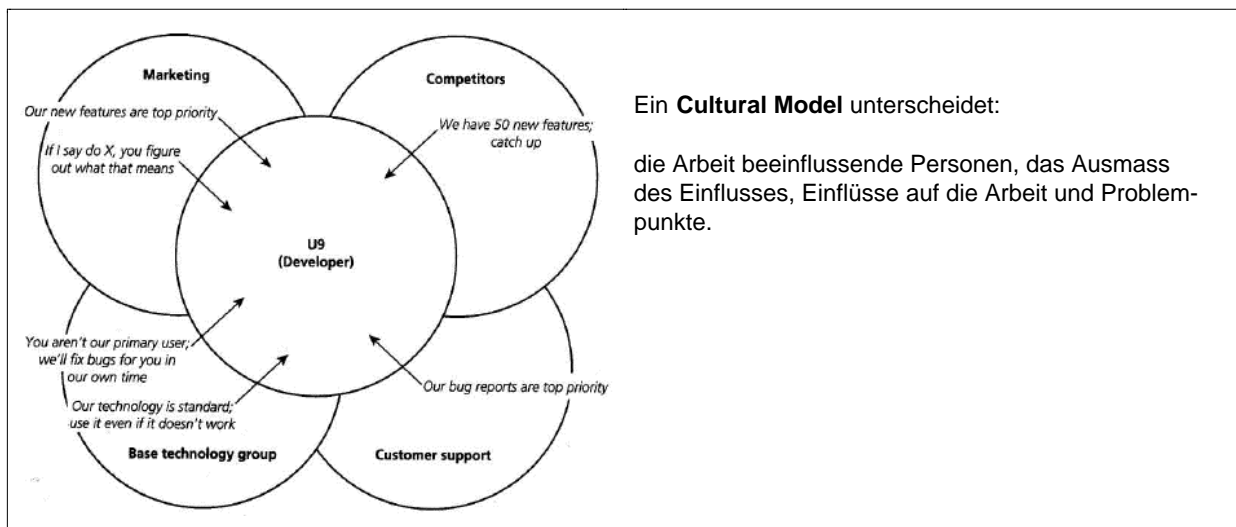 Marketing
Our new features are top priority
If I say do X, you figure
out what that means
Competitors
We have 50 new features;
catch up
U9
(Developer)
You aren't our primary user;
we'll fix bugs for you in
our own time
Our technology is standard;
use it even if it doesn't work
Base technology group
Our bug reports are top priority
Customer support
Ein Cultural Model unterscheidet:
die Arbeit beeinflussende Personen, das Ausmass
des Einflusses, Einflüsse auf die Arbeit und Problem-
punkte.